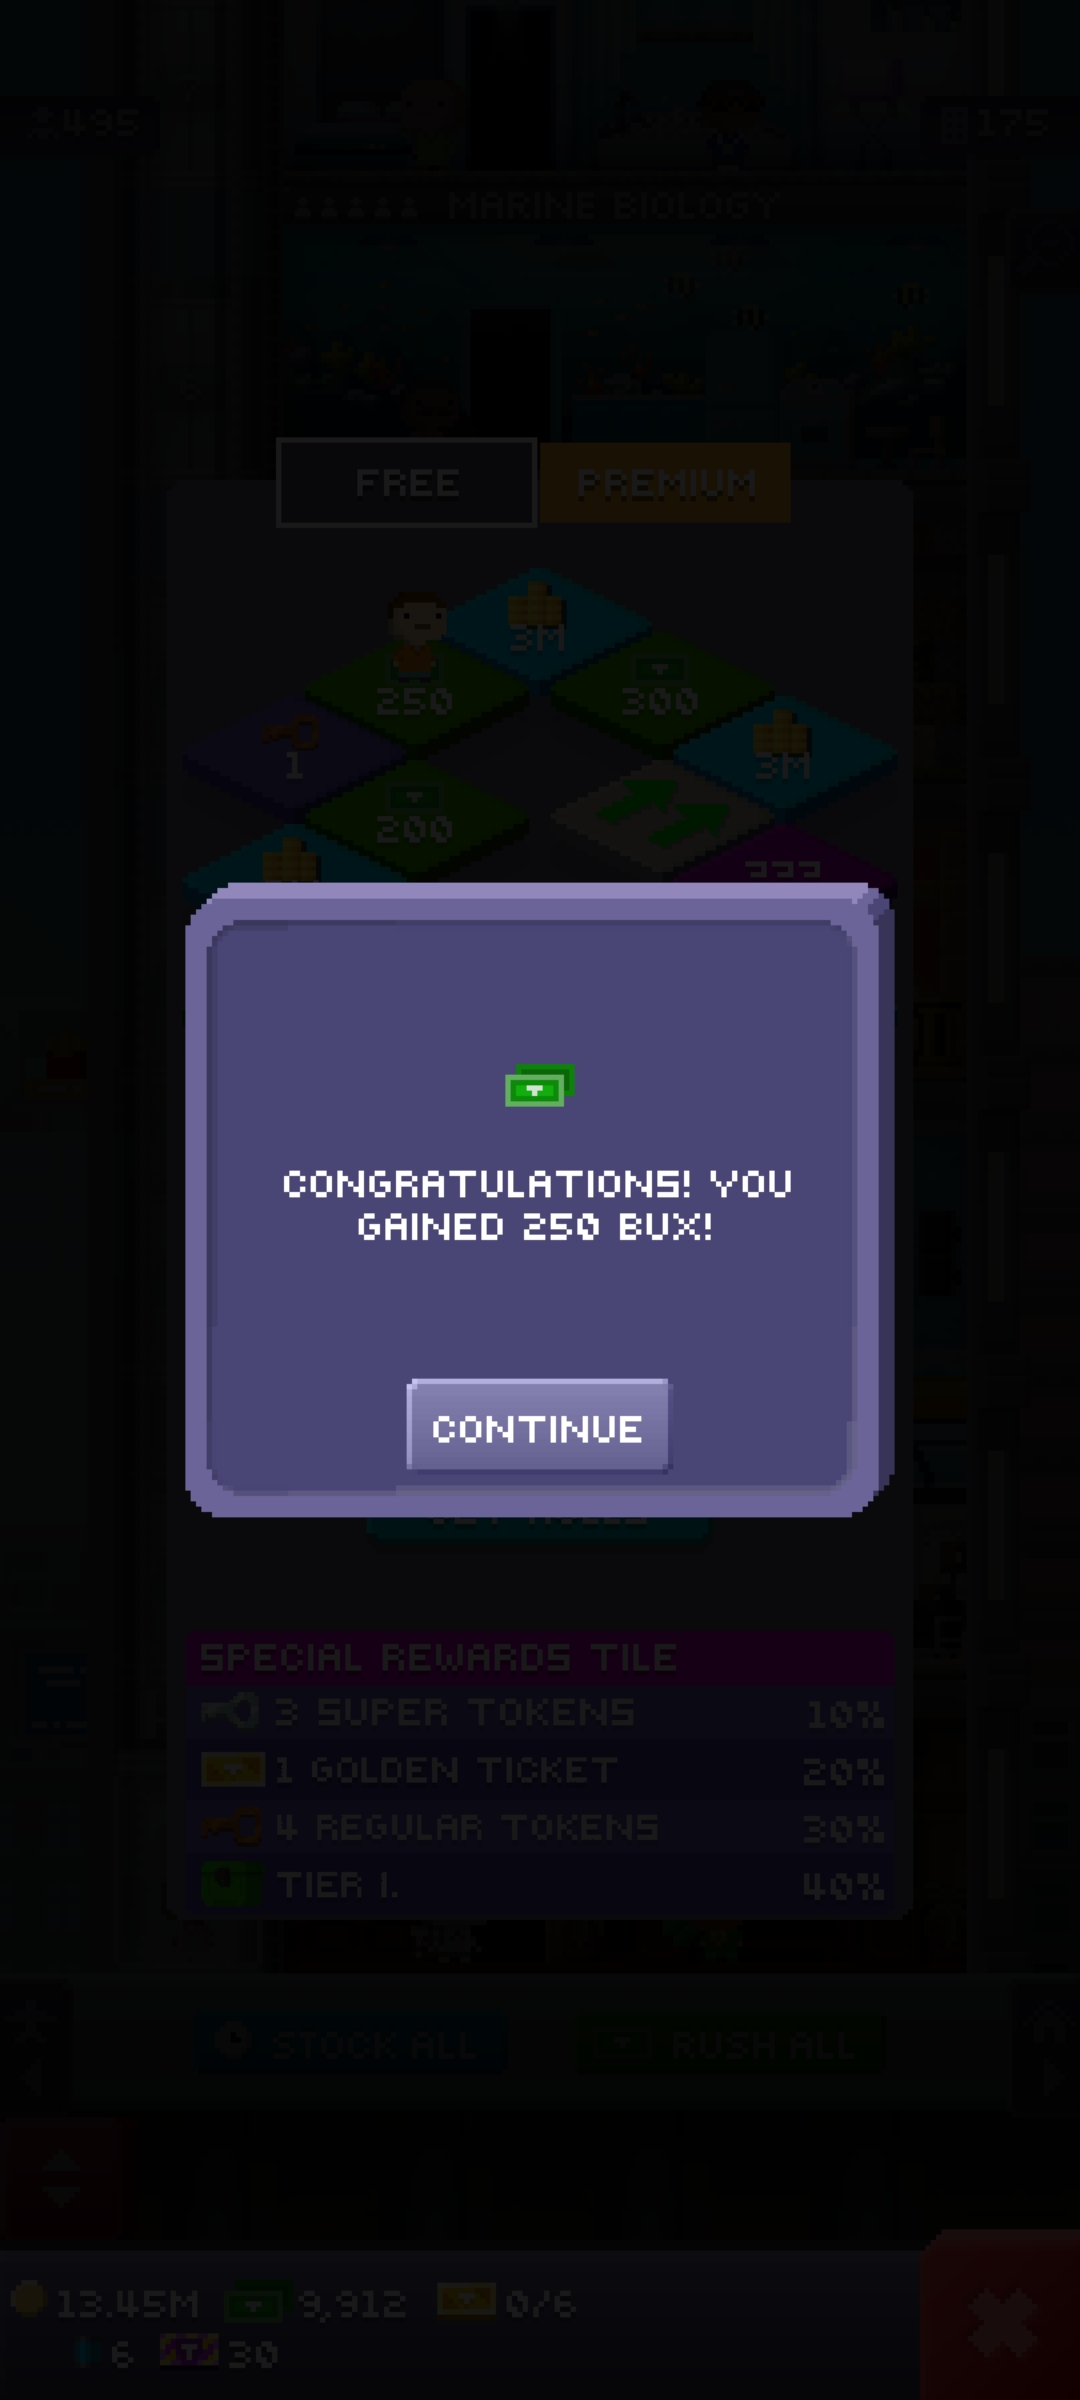 495
175
MARINE BIOLOGY
FREE
PREMIUM
3M
250
300
1
3M
200
???
CONGRATULATIONS! YOU
GAINED 250 BUX!
CONTINUE
SPECIAL REWARDS TILE
3 SUPER TOKENS 10%
1 GOLDEN TICKET 20%
4 REGULAR TOKENS 30%
TIER 1. 40%
STOCK ALL
RUSH ALL
13.45M 9,912 0/6
6 30